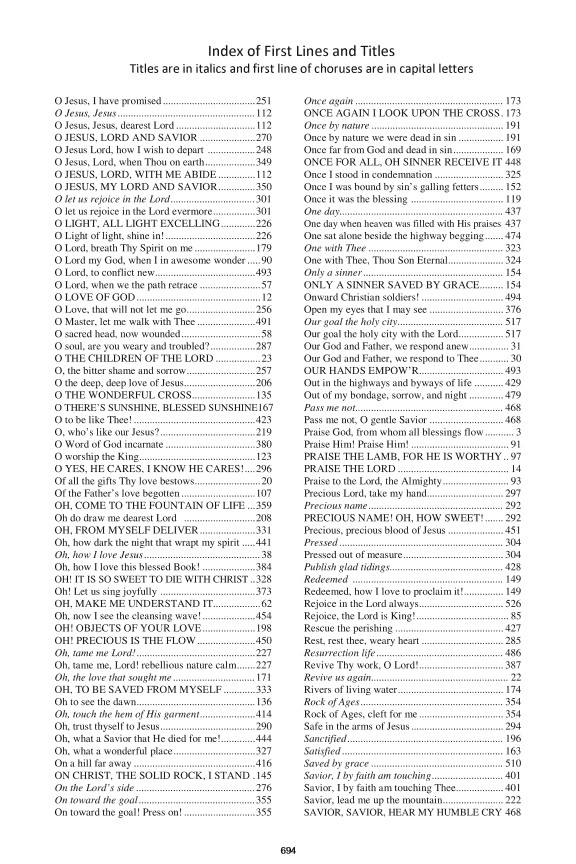 Index of First Lines and Titles
Titles are in italics and first line of choruses are in capital letters
O Jesus, I have promised...................................251
O Jesus, Jesus....................................................112
O Jesus, Jesus, dearest Lord ..............................112
O JESUS, LORD AND SAVIOR .....................270
O Jesus Lord, how I wish to depart ..................248
O Jesus, Lord, when Thou on earth...................349
O JESUS, LORD, WITH ME ABIDE ..............112
O JESUS, MY LORD AND SAVIOR..............350
O let us rejoice in the Lord................................301
O let us rejoice in the Lord evermore................301
O LIGHT, ALL LIGHT EXCELLING.............226
O Light of light, shine in!..................................226
O Lord, breath Thy Spirit on me .......................179
O Lord my God, when I in awesome wonder .....90
O Lord, to conflict new......................................493
O Lord, when we the path retrace .......................57
O LOVE OF GOD ...............................................12
O Love, that will not let me go..........................256
O Master, let me walk with Thee ......................491
O sacred head, now wounded..............................58
O soul, are you weary and troubled?.................287
O THE CHILDREN OF THE LORD .................23
O, the bitter shame and sorrow..........................257
O the deep, deep love of Jesus...........................206
O THE WONDERFUL CROSS........................135
O THERE’S SUNSHINE, BLESSED SUNSHINE167
O to be like Thee! ..............................................423
O, who’s like our Jesus?....................................219
O Word of God incarnate ..................................380
O worship the King............................................123
O YES, HE CARES, I KNOW HE CARES!....296
Of all the gifts Thy love bestows.........................20
Of the Father’s love begotten ............................107
OH, COME TO THE FOUNTAIN OF LIFE ...359
Oh do draw me dearest Lord ...........................208
OH, FROM MYSELF DELIVER .....................331
Oh, how dark the night that wrapt my spirit .....441
Oh, how I love Jesus............................................38
Oh, how I love this blessed Book! ....................384
OH! IT IS SO SWEET TO DIE WITH CHRIST ..328
Oh! Let us sing joyfully ....................................373
OH, MAKE ME UNDERSTAND IT..................62
Oh, now I see the cleansing wave!....................454
OH! OBJECTS OF YOUR LOVE....................198
OH! PRECIOUS IS THE FLOW......................450
Oh, tame me Lord!.............................................227
Oh, tame me, Lord! rebellious nature calm.......227
Oh, the love that sought me ...............................171
OH, TO BE SAVED FROM MYSELF ............333
Oh to see the dawn.............................................136
Oh, touch the hem of His garment.....................414
Oh, trust thyself to Jesus....................................290
Oh, what a Savior that He died for me!.............444
Oh, what a wonderful place...............................327
On a hill far away ..............................................416
ON CHRIST, THE SOLID ROCK, I STAND .145
On the Lord’s side .............................................276
On toward the goal............................................355
On toward the goal! Press on! ...........................355
Once again ........................................................ 173
ONCE AGAIN I LOOK UPON THE CROSS. 173
Once by nature .................................................. 191
Once by nature we were dead in sin ................. 191
Once far from God and dead in sin................... 169
ONCE FOR ALL, OH SINNER RECEIVE IT 448
Once I stood in condemnation .......................... 325
Once I was bound by sin’s galling fetters......... 152
Once it was the blessing ................................... 119
One day.............................................................. 437
One day when heaven was filled with His praises 437
One sat alone beside the highway begging....... 474
One with Thee ................................................... 323
One with Thee, Thou Son Eternal..................... 324
Only a sinner ..................................................... 154
ONLY A SINNER SAVED BY GRACE......... 154
Onward Christian soldiers! ............................... 494
Open my eyes that I may see ............................ 376
Our goal the holy city........................................ 517
Our goal the holy city with the Lord................. 517
Our God and Father, we respond anew............... 31
Our God and Father, we respond to Thee........... 30
OUR HANDS EMPOW’R................................ 493
Out in the highways and byways of life ........... 429
Out of my bondage, sorrow, and night ............. 479
Pass me not........................................................ 468
Pass me not, O gentle Savior ............................ 468
Praise God, from whom all blessings flow ........... 3
Praise Him! Praise Him! ..................................... 91
PRAISE THE LAMB, FOR HE IS WORTHY .. 97
PRAISE THE LORD .......................................... 14
Praise to the Lord, the Almighty......................... 93
Precious Lord, take my hand............................. 297
Precious name ................................................... 292
PRECIOUS NAME! OH, HOW SWEET! ....... 292
Precious, precious blood of Jesus ..................... 451
Pressed .............................................................. 304
Pressed out of measure...................................... 304
Publish glad tidings........................................... 428
Redeemed ......................................................... 149
Redeemed, how I love to proclaim it!............... 149
Rejoice in the Lord always................................ 526
Rejoice, the Lord is King!................................... 85
Rescue the perishing ......................................... 427
Rest, rest thee, weary heart ............................... 285
Resurrection life ................................................ 486
Revive Thy work, O Lord!................................ 387
Revive us again.................................................... 22
Rivers of living water........................................ 174
Rock of Ages...................................................... 354
Rock of Ages, cleft for me ................................ 354
Safe in the arms of Jesus ................................... 294
Sanctified........................................................... 196
Satisfied ............................................................. 163
Saved by grace .................................................. 510
Savior, I by faith am touching........................... 401
Savior, I by faith am touching Thee.................. 401
Savior, lead me up the mountain....................... 222
SAVIOR, SAVIOR, HEAR MY HUMBLE CRY 468
694